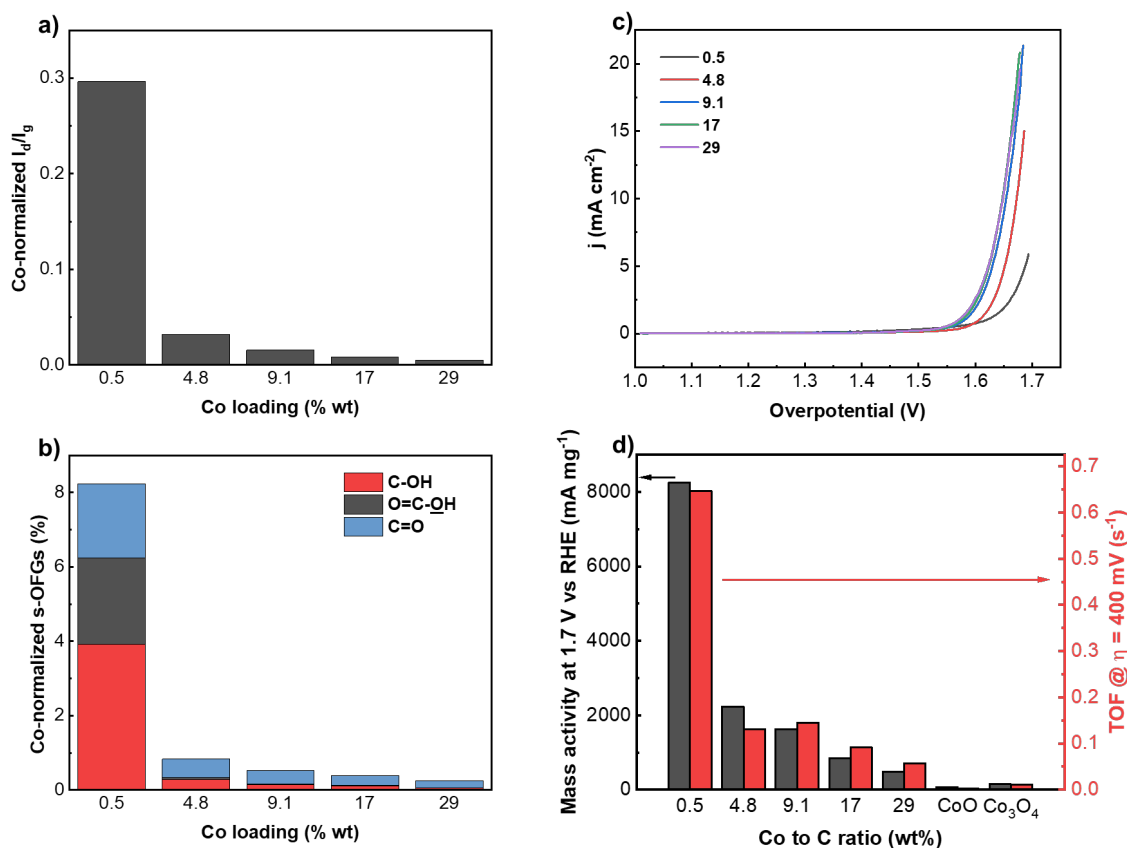 a)
Co-normalized I_d/I_g
0.3
0.2
0.1
0.0
0.5 4.8 9.1 17 29
Co loading (% wt)
b)
Co-normalized s-OFGs (%)
8
6
4
2
0
C-OH
O=C-OH
C=O
0.5 4.8 9.1 17 29
Co loading (% wt)
c)
j (mA cm⁻²)
20
15
10
5
0
0.5
4.8
9.1
17
29
1.0 1.1 1.2 1.3 1.4 1.5 1.6 1.7
Overpotential (V)
d)
Mass activity at 1.7 V vs RHE (mA mg⁻¹)
8000
6000
4000
2000
0
0.7
0.6
0.5
0.4
0.3
0.2
0.1
0.0
TOF @ η = 400 mV (s⁻¹)
0.5 4.8 9.1 17 29 CoO Co₃O₄
Co to C ratio (wt%)